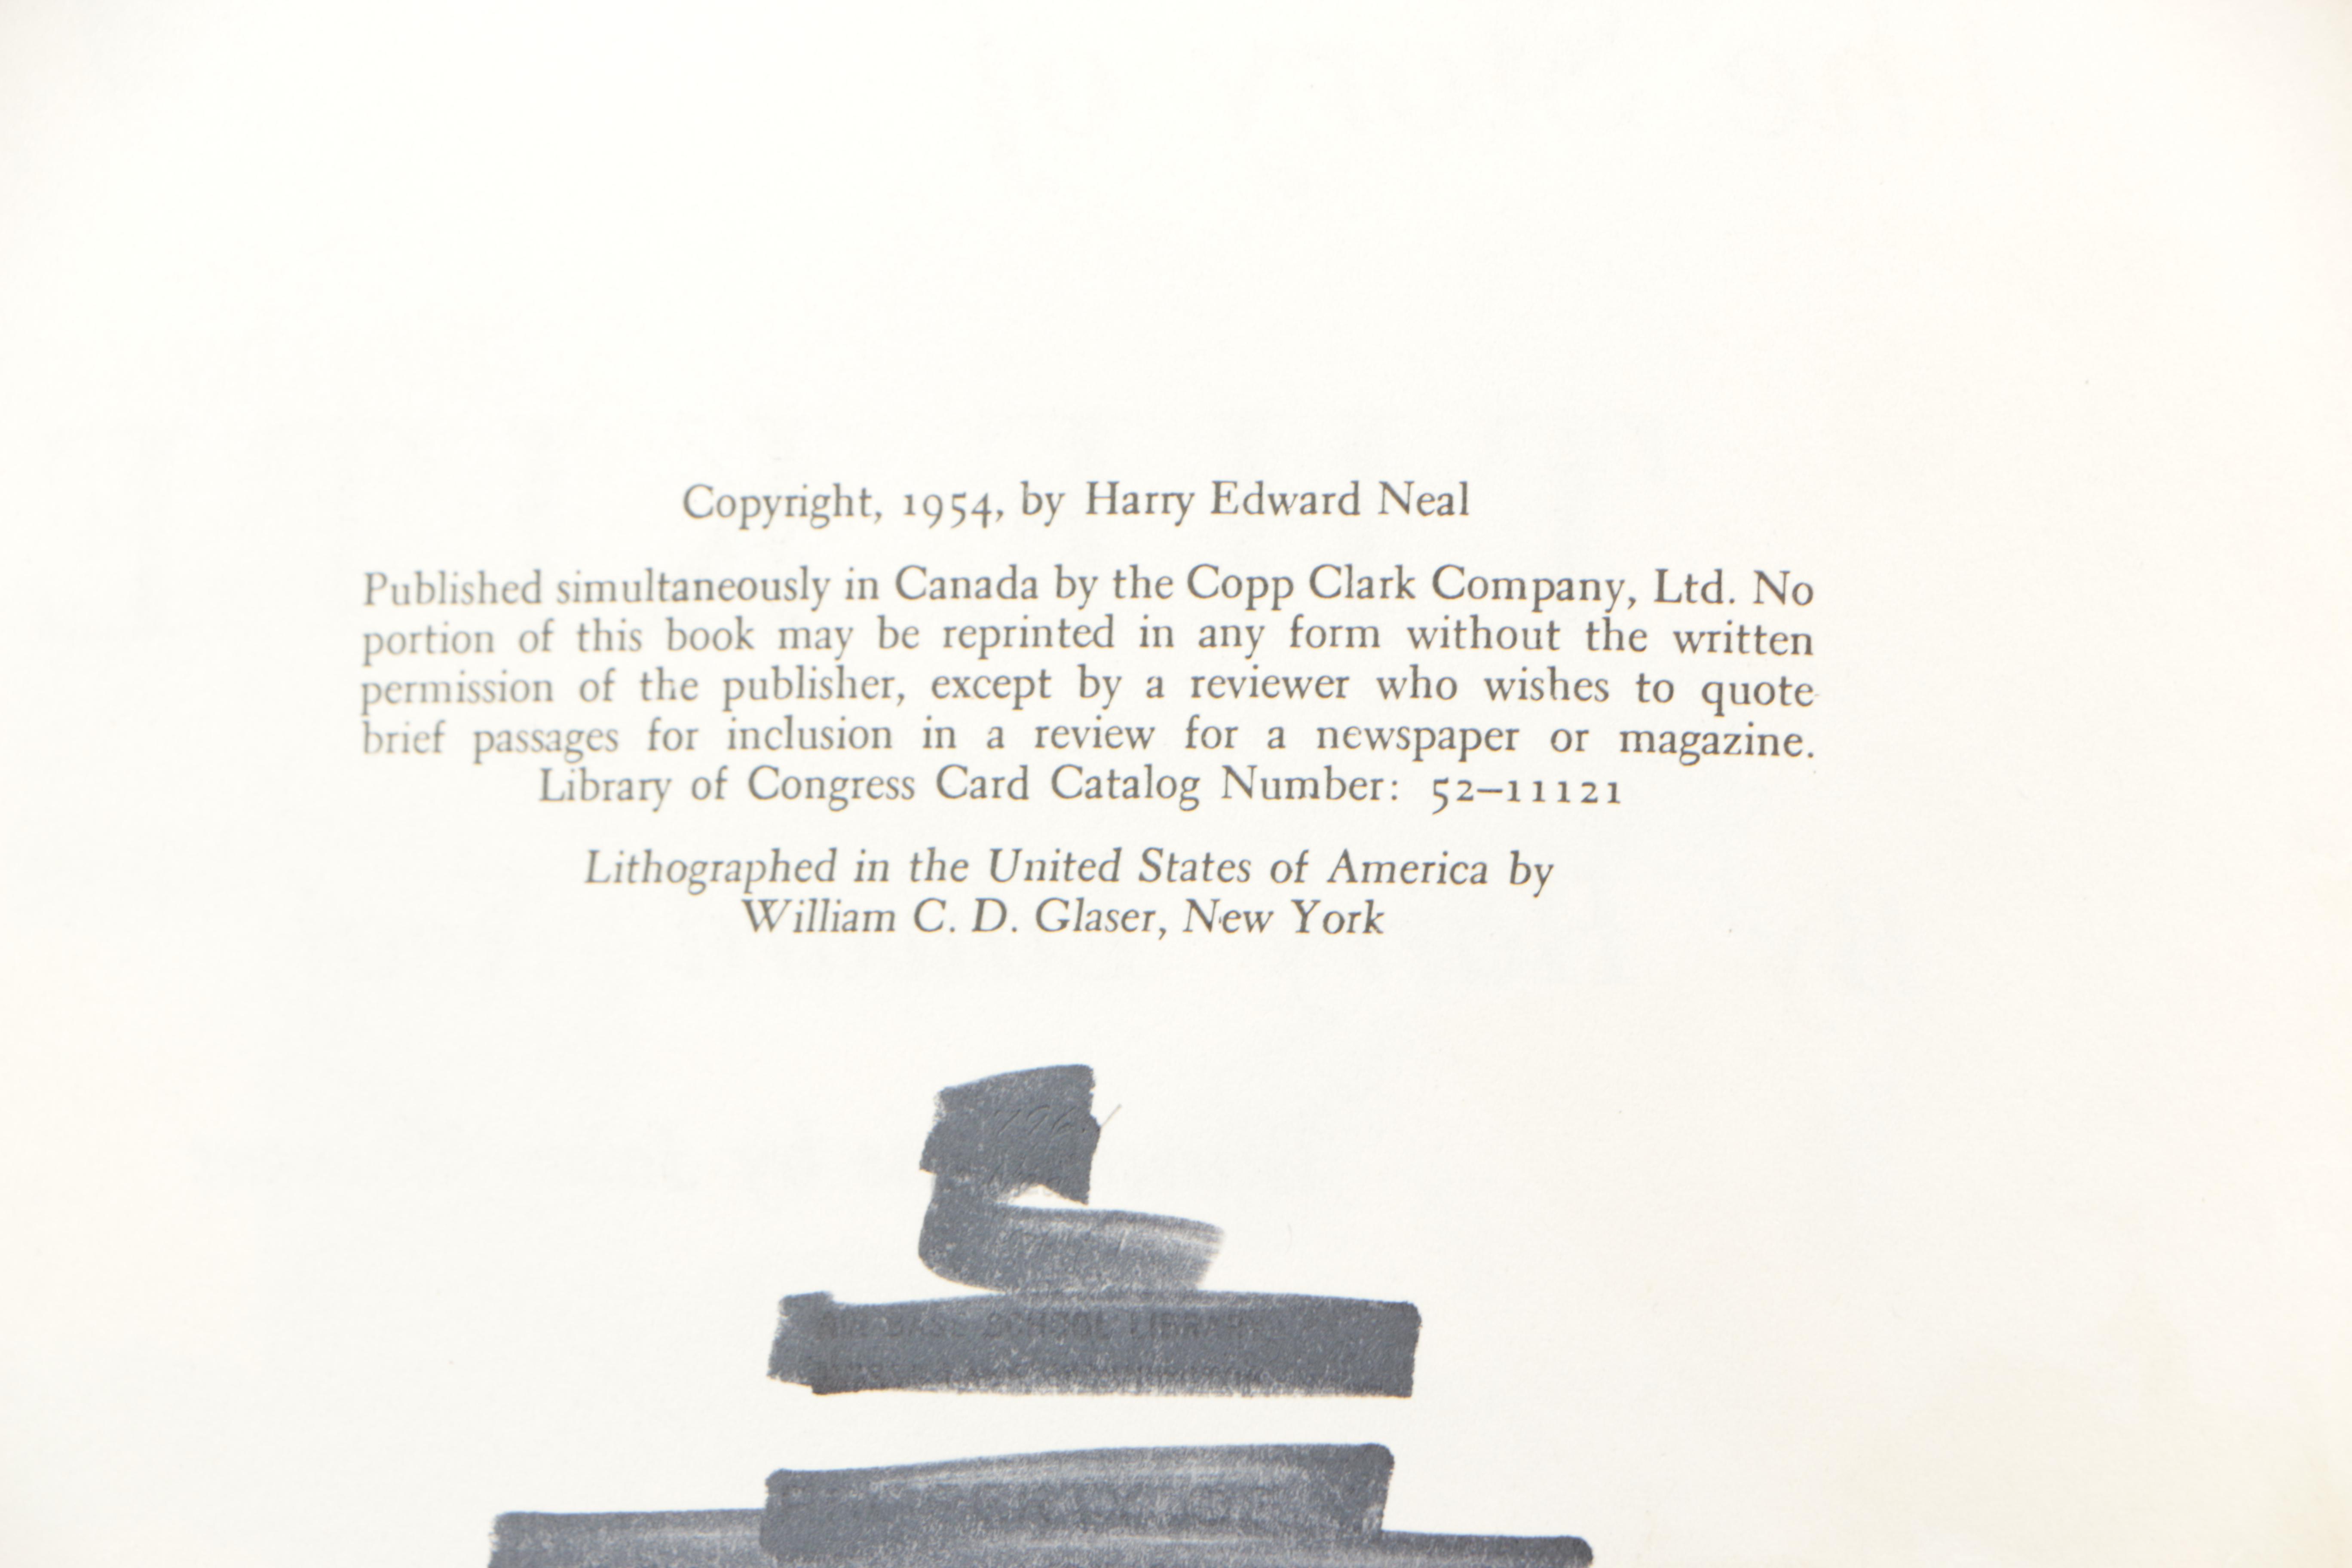 Copyright, 1954, by Harry Edward Neal
Published simultaneously in Canada by the Copp Clark Company, Ltd. No
portion of this book may be reprinted in any form without the written
permission of the publisher, except by a reviewer who wishes to quote
brief passages for inclusion in a review for a newspaper or magazine.
Library of Congress Card Catalog Number: 52–11121
Lithographed in the United States of America by
William C. D. Glaser, New York
SCHOOL LIBRARY